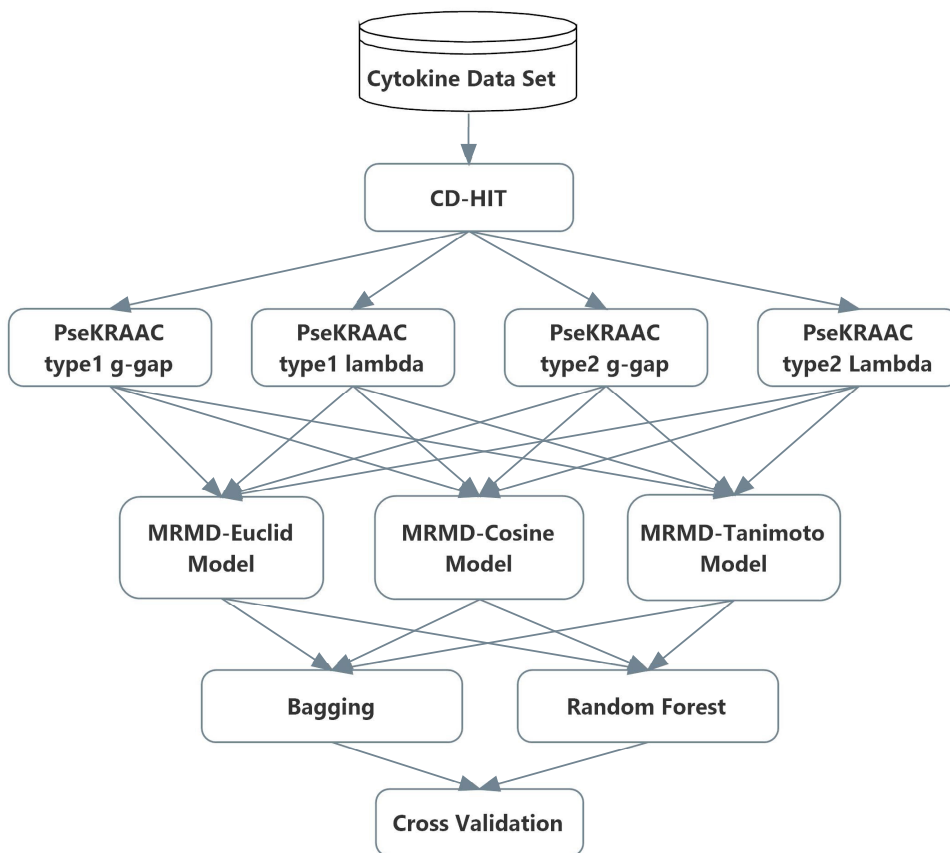 Cytokine Data Set
CD-HIT
PseKRAAC
type1 g-gap
PseKRAAC
type1 lambda
PseKRAAC
type2 g-gap
PseKRAAC
type2 Lambda
MRMD-Euclid
Model
MRMD-Cosine
Model
MRMD-Tanimoto
Model
Bagging
Random Forest
Cross Validation